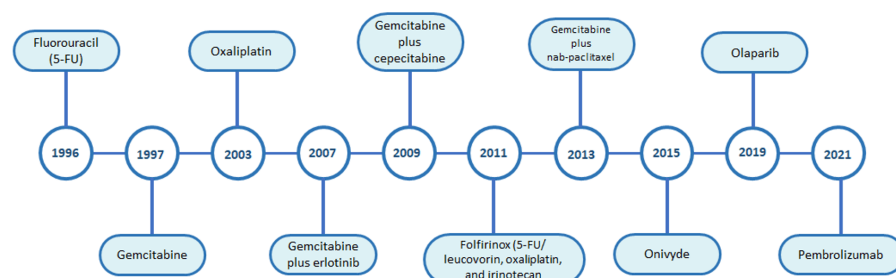 Fluorouracil
(5-FU)
Oxaliplatin
Gemcitabine
plus
cepecitabine
Gemcitabine
plus
nab-paclitaxel
Olaparib
1996
1997
2003
2007
2009
2011
2013
2015
2019
2021
Gemcitabine
Gemcitabine
plus erlotinib
Folfirinox (5-FU/
leucovorin, oxaliplatin,
and irinotecan
Onivyde
Pembrolizumab